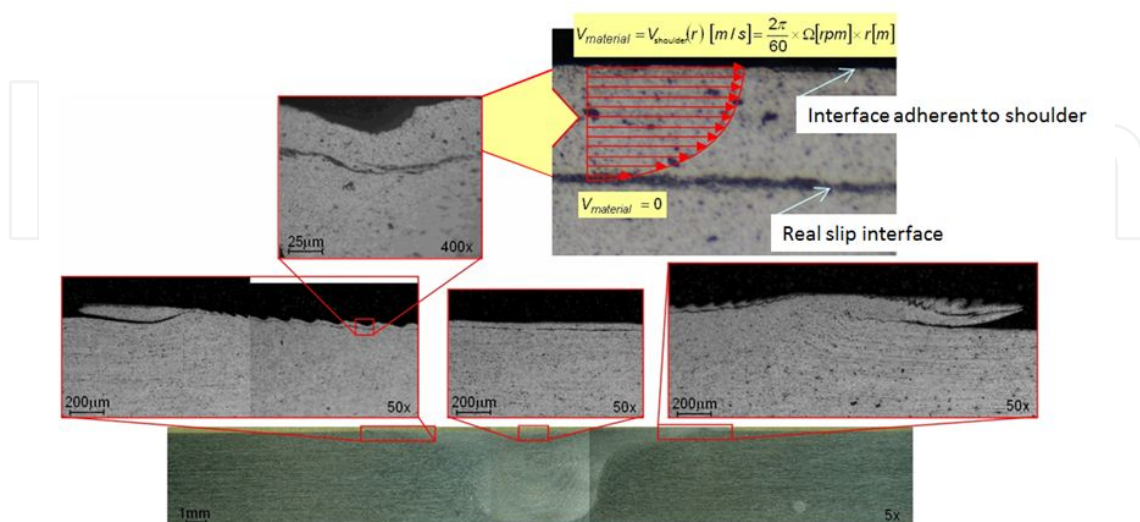 V_material = V_shoulder(r) [m/s] = 2π/60 × Ω[rpm] × r[m]
Interface adherent to shoulder
V_material = 0
Real slip interface
25μm 400x
200μm 50x
200μm 50x
200μm 50x
1mm 5x